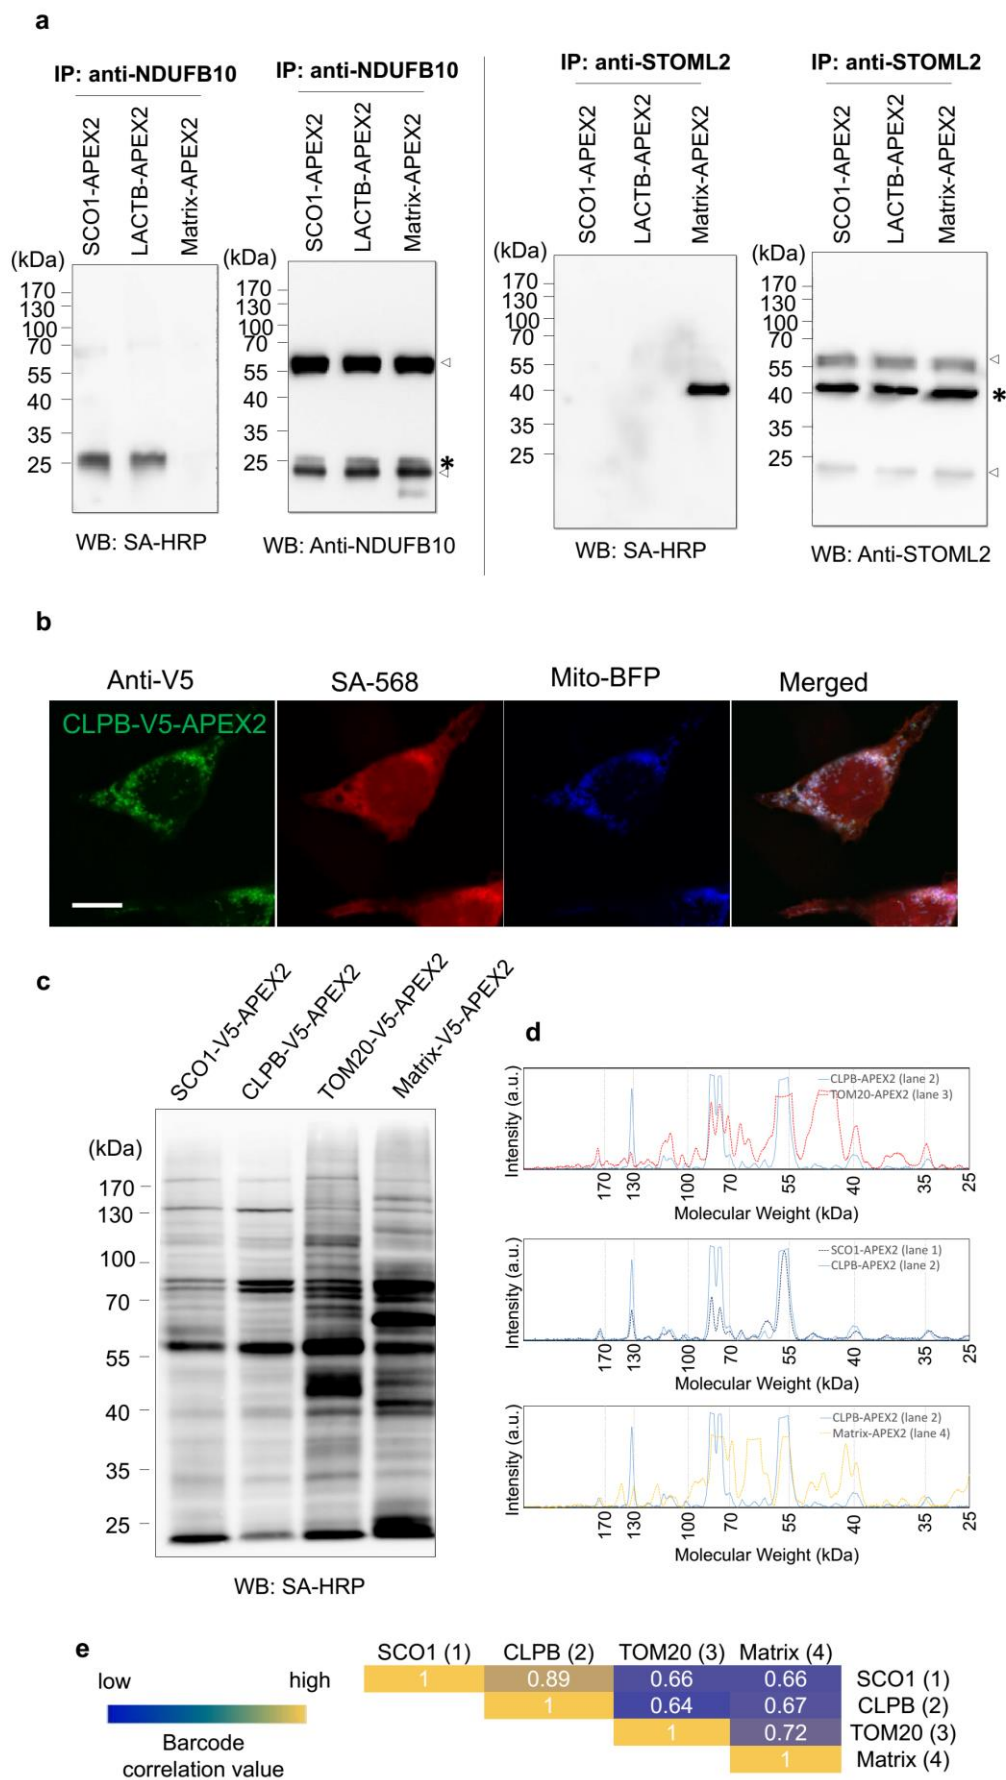 a
IP: anti-NDUFB10
IP: anti-NDUFB10
IP: anti-STOML2
IP: anti-STOML2
SCO1-APEX2
LACTB-APEX2
Matrix-APEX2
SCO1-APEX2
LACTB-APEX2
Matrix-APEX2
SCO1-APEX2
LACTB-APEX2
Matrix-APEX2
SCO1-APEX2
LACTB-APEX2
Matrix-APEX2
(kDa)
170
130
100
70
55
40
35
25
(kDa)
170
130
100
70
55
40
35
25
*
(kDa)
170
130
100
70
55
40
35
25
(kDa)
170
130
100
70
55
40
35
25
*
WB: SA-HRP
WB: Anti-NDUFB10
WB: SA-HRP
WB: Anti-STOML2
b
Anti-V5
SA-568
Mito-BFP
Merged
CLPB-V5-APEX2
c
SCO1-V5-APEX2
CLPB-V5-APEX2
TOM20-V5-APEX2
Matrix-V5-APEX2
(kDa)
170
130
100
70
55
40
35
25
WB: SA-HRP
d
Intensity (a.u.)
CLPB-APEX2 (lane 2)
TOM20-APEX2 (lane 3)
170 130 100 70 55 40 35 25
Molecular Weight (kDa)
Intensity (a.u.)
SCO1-APEX2 (lane 1)
CLPB-APEX2 (lane 2)
170 130 100 70 55 40 35 25
Molecular Weight (kDa)
Intensity (a.u.)
CLPB-APEX2 (lane 2)
Matrix-APEX2 (lane 4)
170 130 100 70 55 40 35 25
Molecular Weight (kDa)
e
low high
Barcode
correlation value
SCO1 (1) CLPB (2) TOM20 (3) Matrix (4)
1 0.89 0.66 0.66 SCO1 (1)
1 0.64 0.67 CLPB (2)
1 0.72 TOM20 (3)
1 Matrix (4)